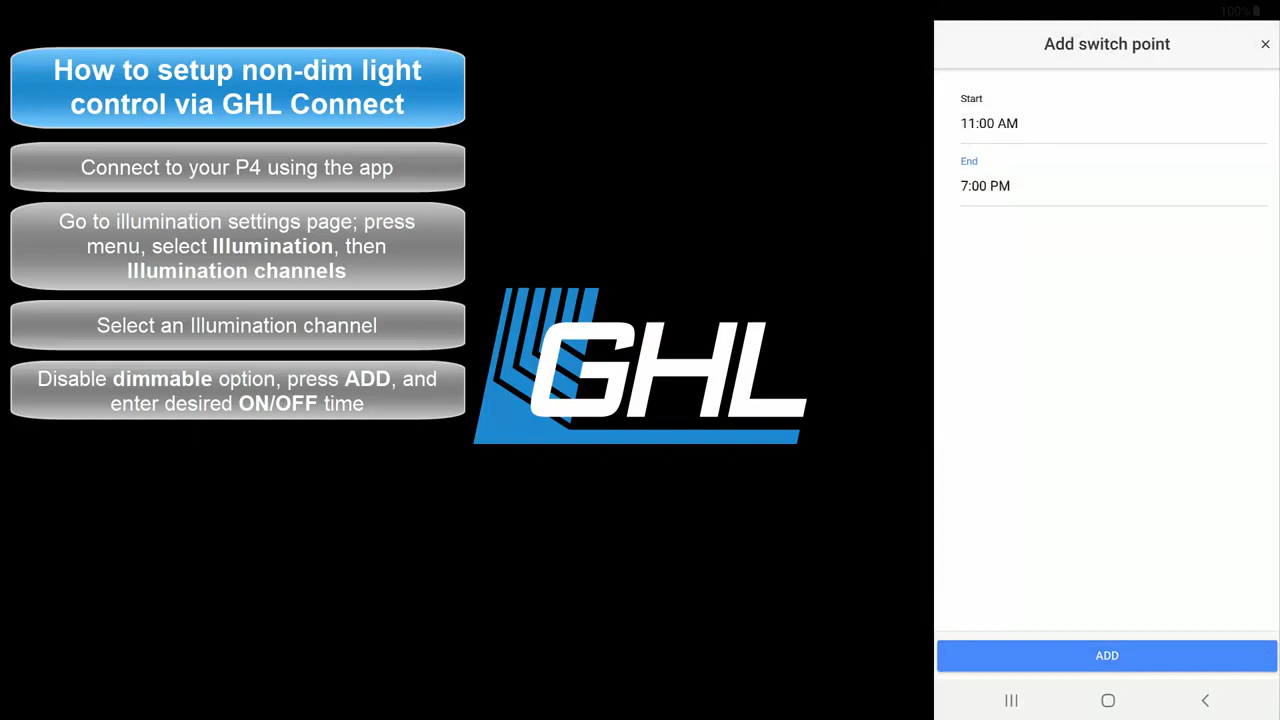 How to setup non-dim light
control via GHL Connect
Connect to your P4 using the app
Go to illumination settings page; press
menu, select Illumination, then
Illumination channels
Select an Illumination channel
Disable dimmable option, press ADD, and
enter desired ON/OFF time
GHL
100%
Add switch point
Start
11:00 AM
End
7:00 PM
ADD